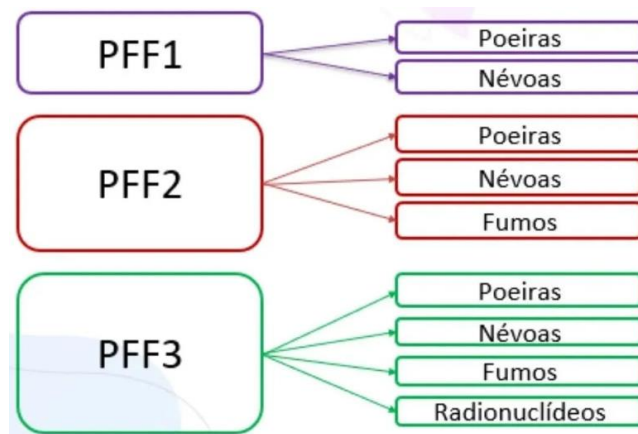 PFF1
Poeiras
Névoas
PFF2
Poeiras
Névoas
Fumos
PFF3
Poeiras
Névoas
Fumos
Radionuclídeos